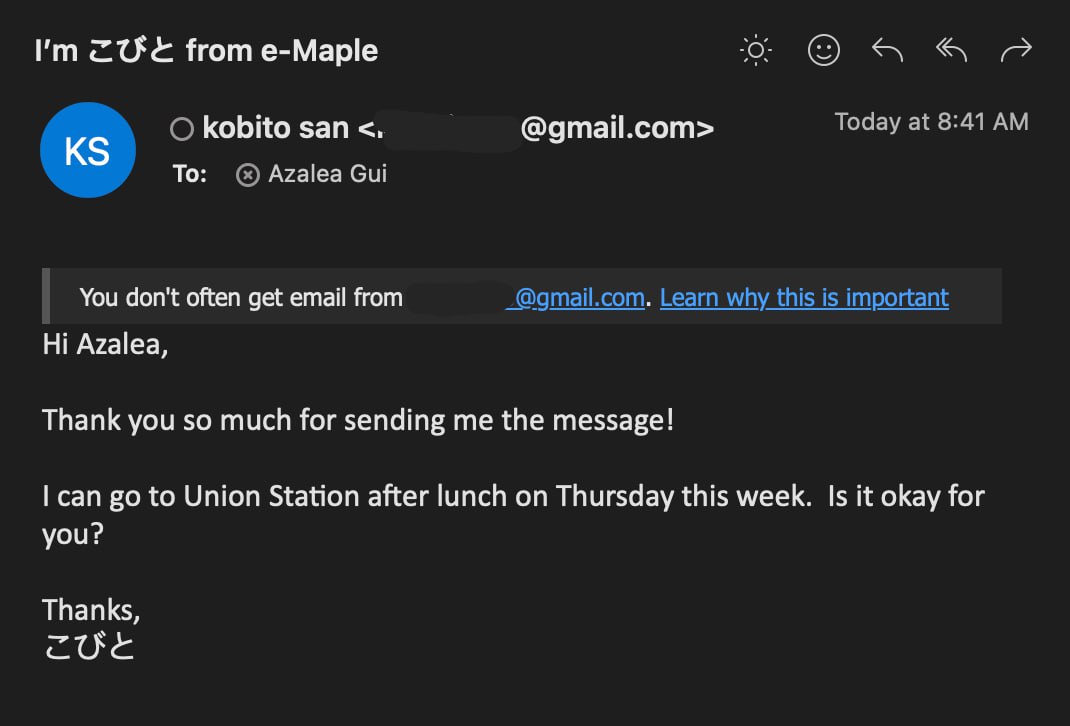 I'm こびと from e-Maple
KS
kobito san < @gmail.com>
Today at 8:41 AM
To: Azalea Gui
You don't often get email from @gmail.com. Learn why this is important
Hi Azalea,
Thank you so much for sending me the message!
I can go to Union Station after lunch on Thursday this week. Is it okay for
you?
Thanks,
こびと